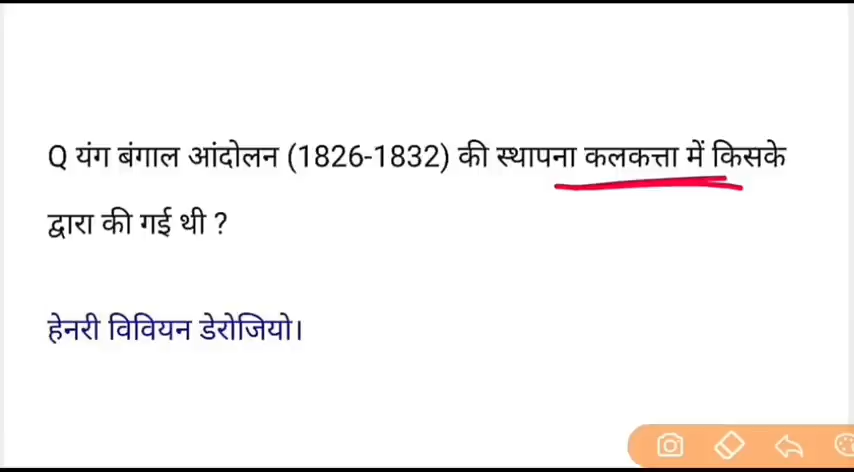 Q यंग बंगाल आंदोलन (1826-1832) की स्थापना कलकत्ता में किसके
द्वारा की गई थी ?
हेनरी विवियन डेरोजियो।